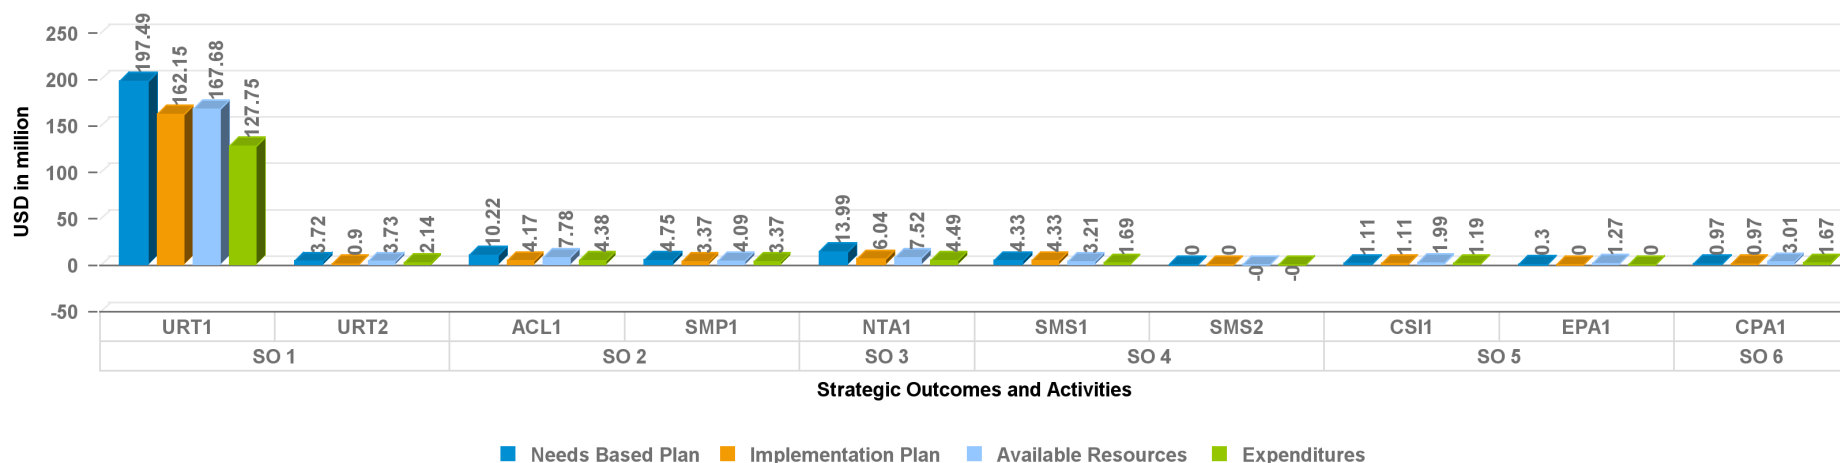 250
200
150
100
50
0
-50
USD in million
197.49 162.15 167.68 127.75
3.72 0.9 3.73 2.14
10.22 4.17 7.78 4.38
4.75 3.37 4.09 3.37
13.99 6.04 7.52 4.49
4.33 4.33 3.21 1.69
0 0 -0 -0
1.11 1.11 1.99 1.19
0.3 0 1.27 0
0.97 0.97 3.01 1.67
URT1 URT2 ACL1 SMP1 NTA1 SMS1 SMS2 CSI1 EPA1 CPA1
SO 1 SO 2 SO 3 SO 4 SO 5 SO 6
Strategic Outcomes and Activities
Needs Based Plan Implementation Plan Available Resources Expenditures